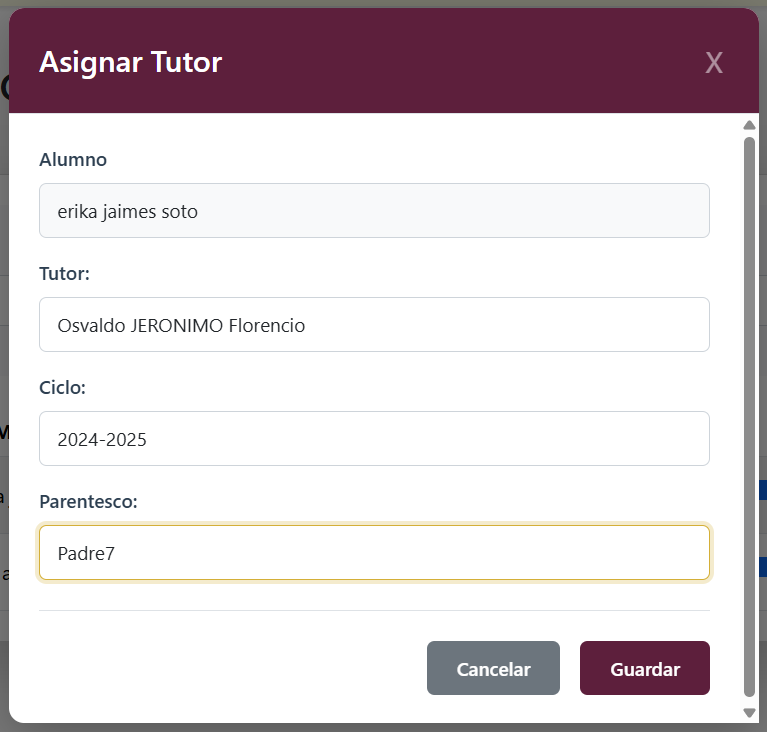 Asignar Tutor
X
Alumno
erika jaimes soto
Tutor:
Osvaldo JERONIMO Florencio
Ciclo:
2024-2025
Parentesco:
Padre7
Cancelar
Guardar